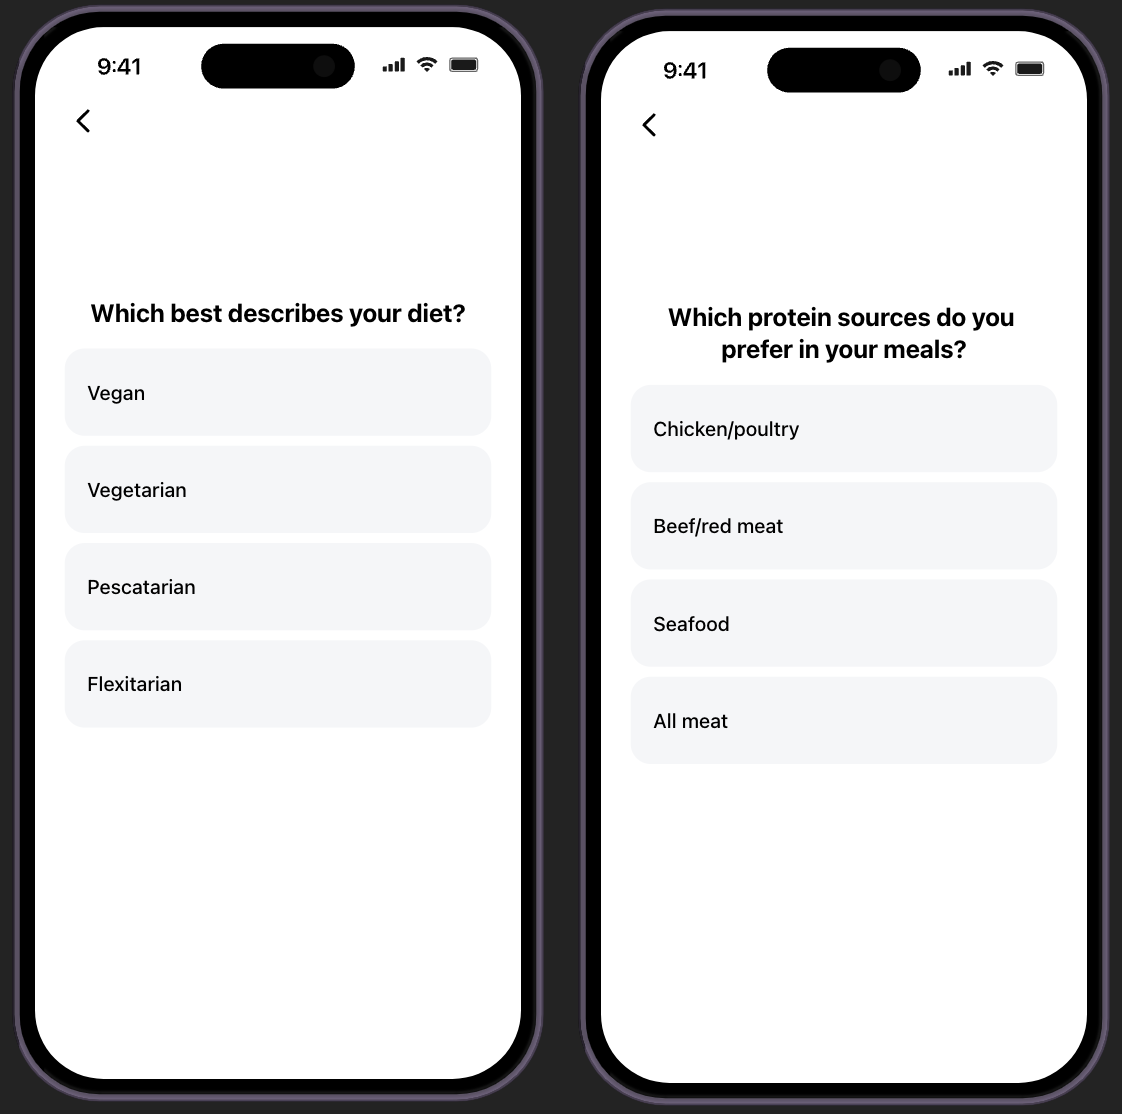 9:41
Which best describes your diet?
Vegan
Vegetarian
Pescatarian
Flexitarian
9:41
Which protein sources do you
prefer in your meals?
Chicken/poultry
Beef/red meat
Seafood
All meat